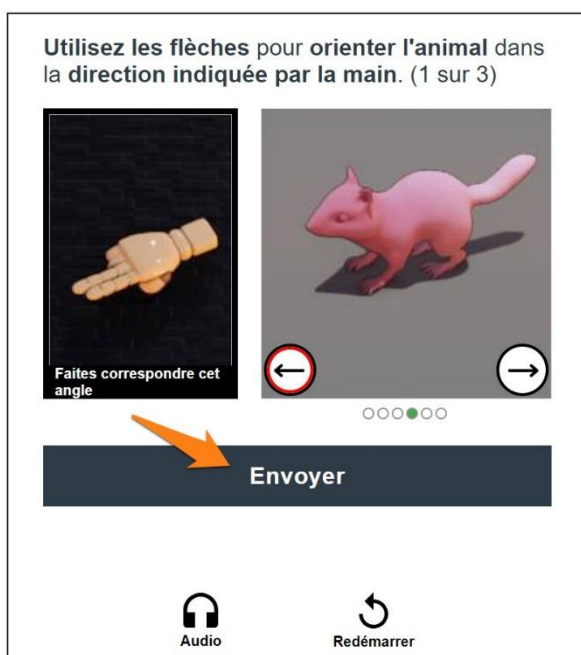 Utilisez les flèches pour orienter l'animal dans
la direction indiquée par la main. (1 sur 3)
Faites correspondre cet
angle
Envoyer
Audio
Redémarrer